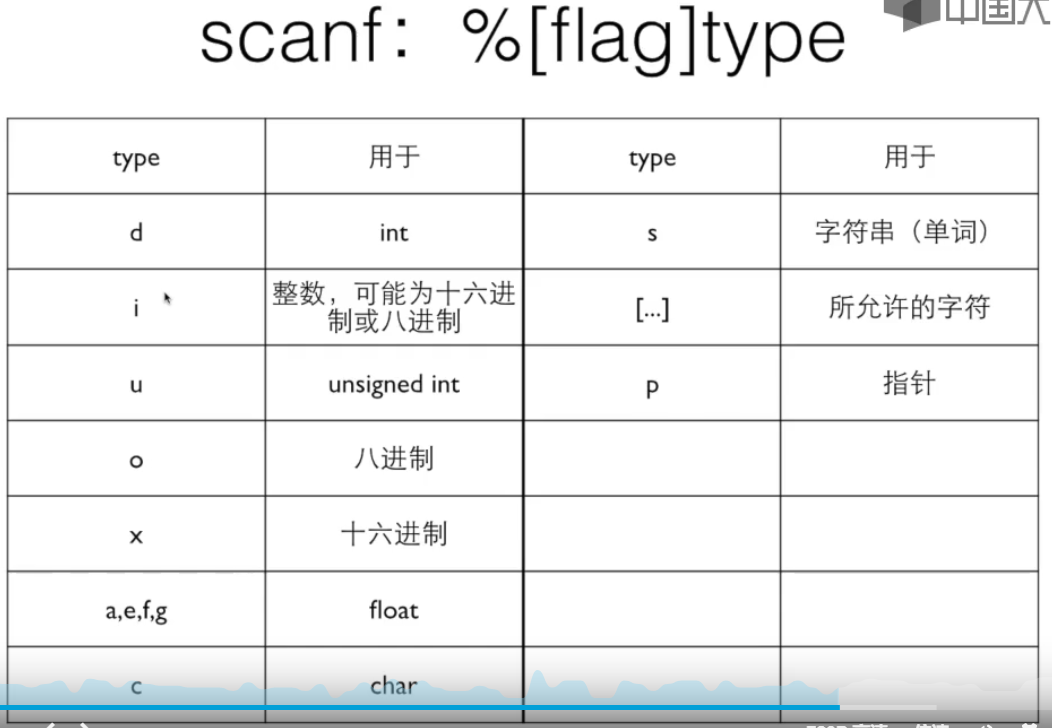 中国大
scanf：%[flag]type
type 用于 type 用于
d int s 字符串（单词）
i 整数，可能为十六进
制或八进制 [...] 所允许的字符
u unsigned int p 指针
o 八进制
x 十六进制
a,e,f,g float
c char